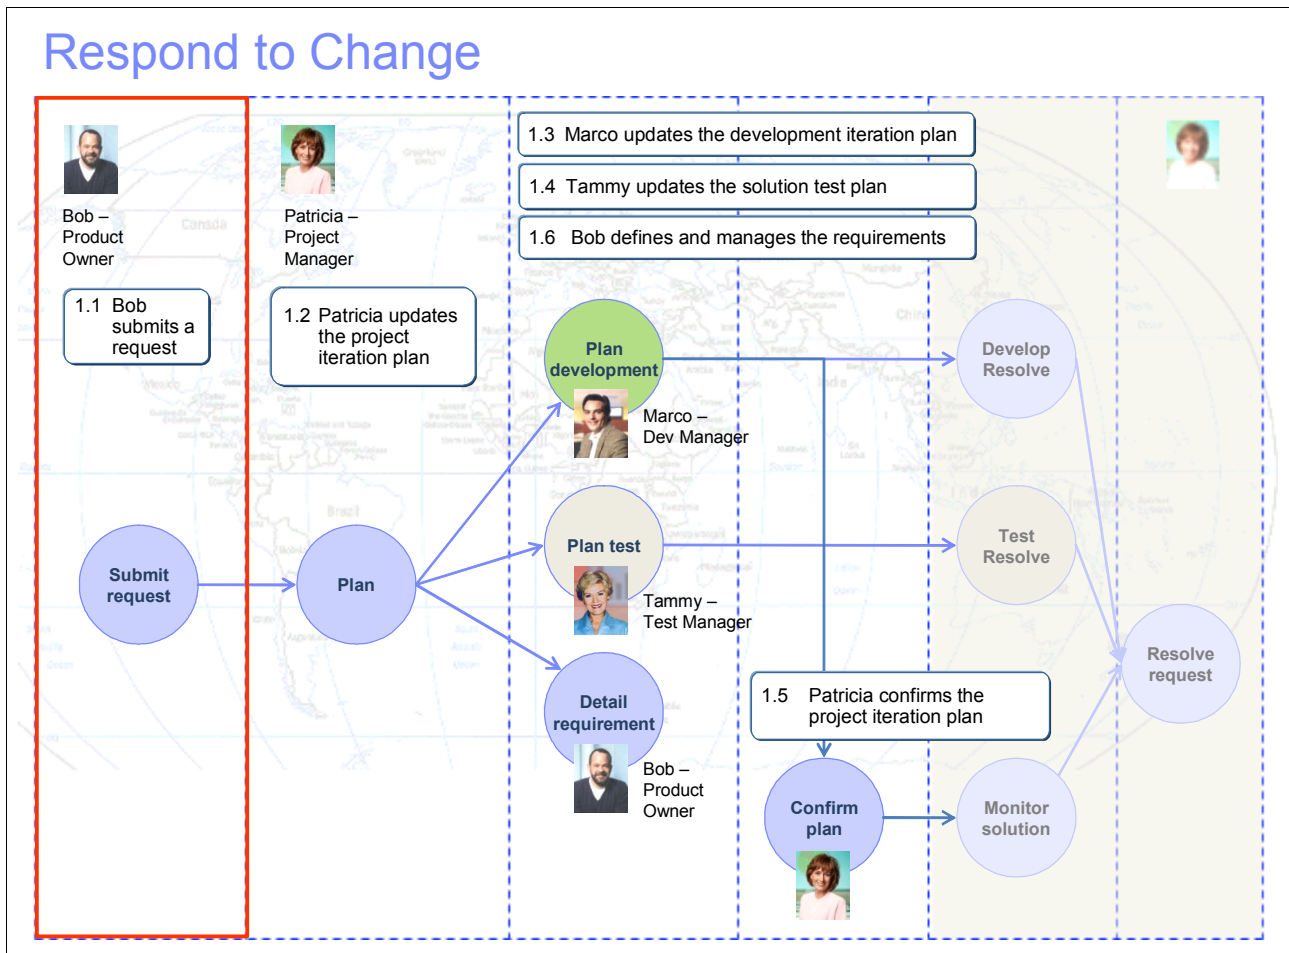 Respond to Change
Bob –
Product
Owner
1.1 Bob
submits a
request
Patricia –
Project
Manager
1.2 Patricia updates
the project
iteration plan
1.3 Marco updates the development iteration plan
1.4 Tammy updates the solution test plan
1.6 Bob defines and manages the requirements
Plan
development
Marco –
Dev Manager
Develop
Resolve
Plan test
Tammy –
Test Manager
Test
Resolve
Submit
request
Plan
Detail
requirement
Bob –
Product
Owner
1.5 Patricia confirms the
project iteration plan
Confirm
plan
Monitor
solution
Resolve
request
Canada
Brazil
India